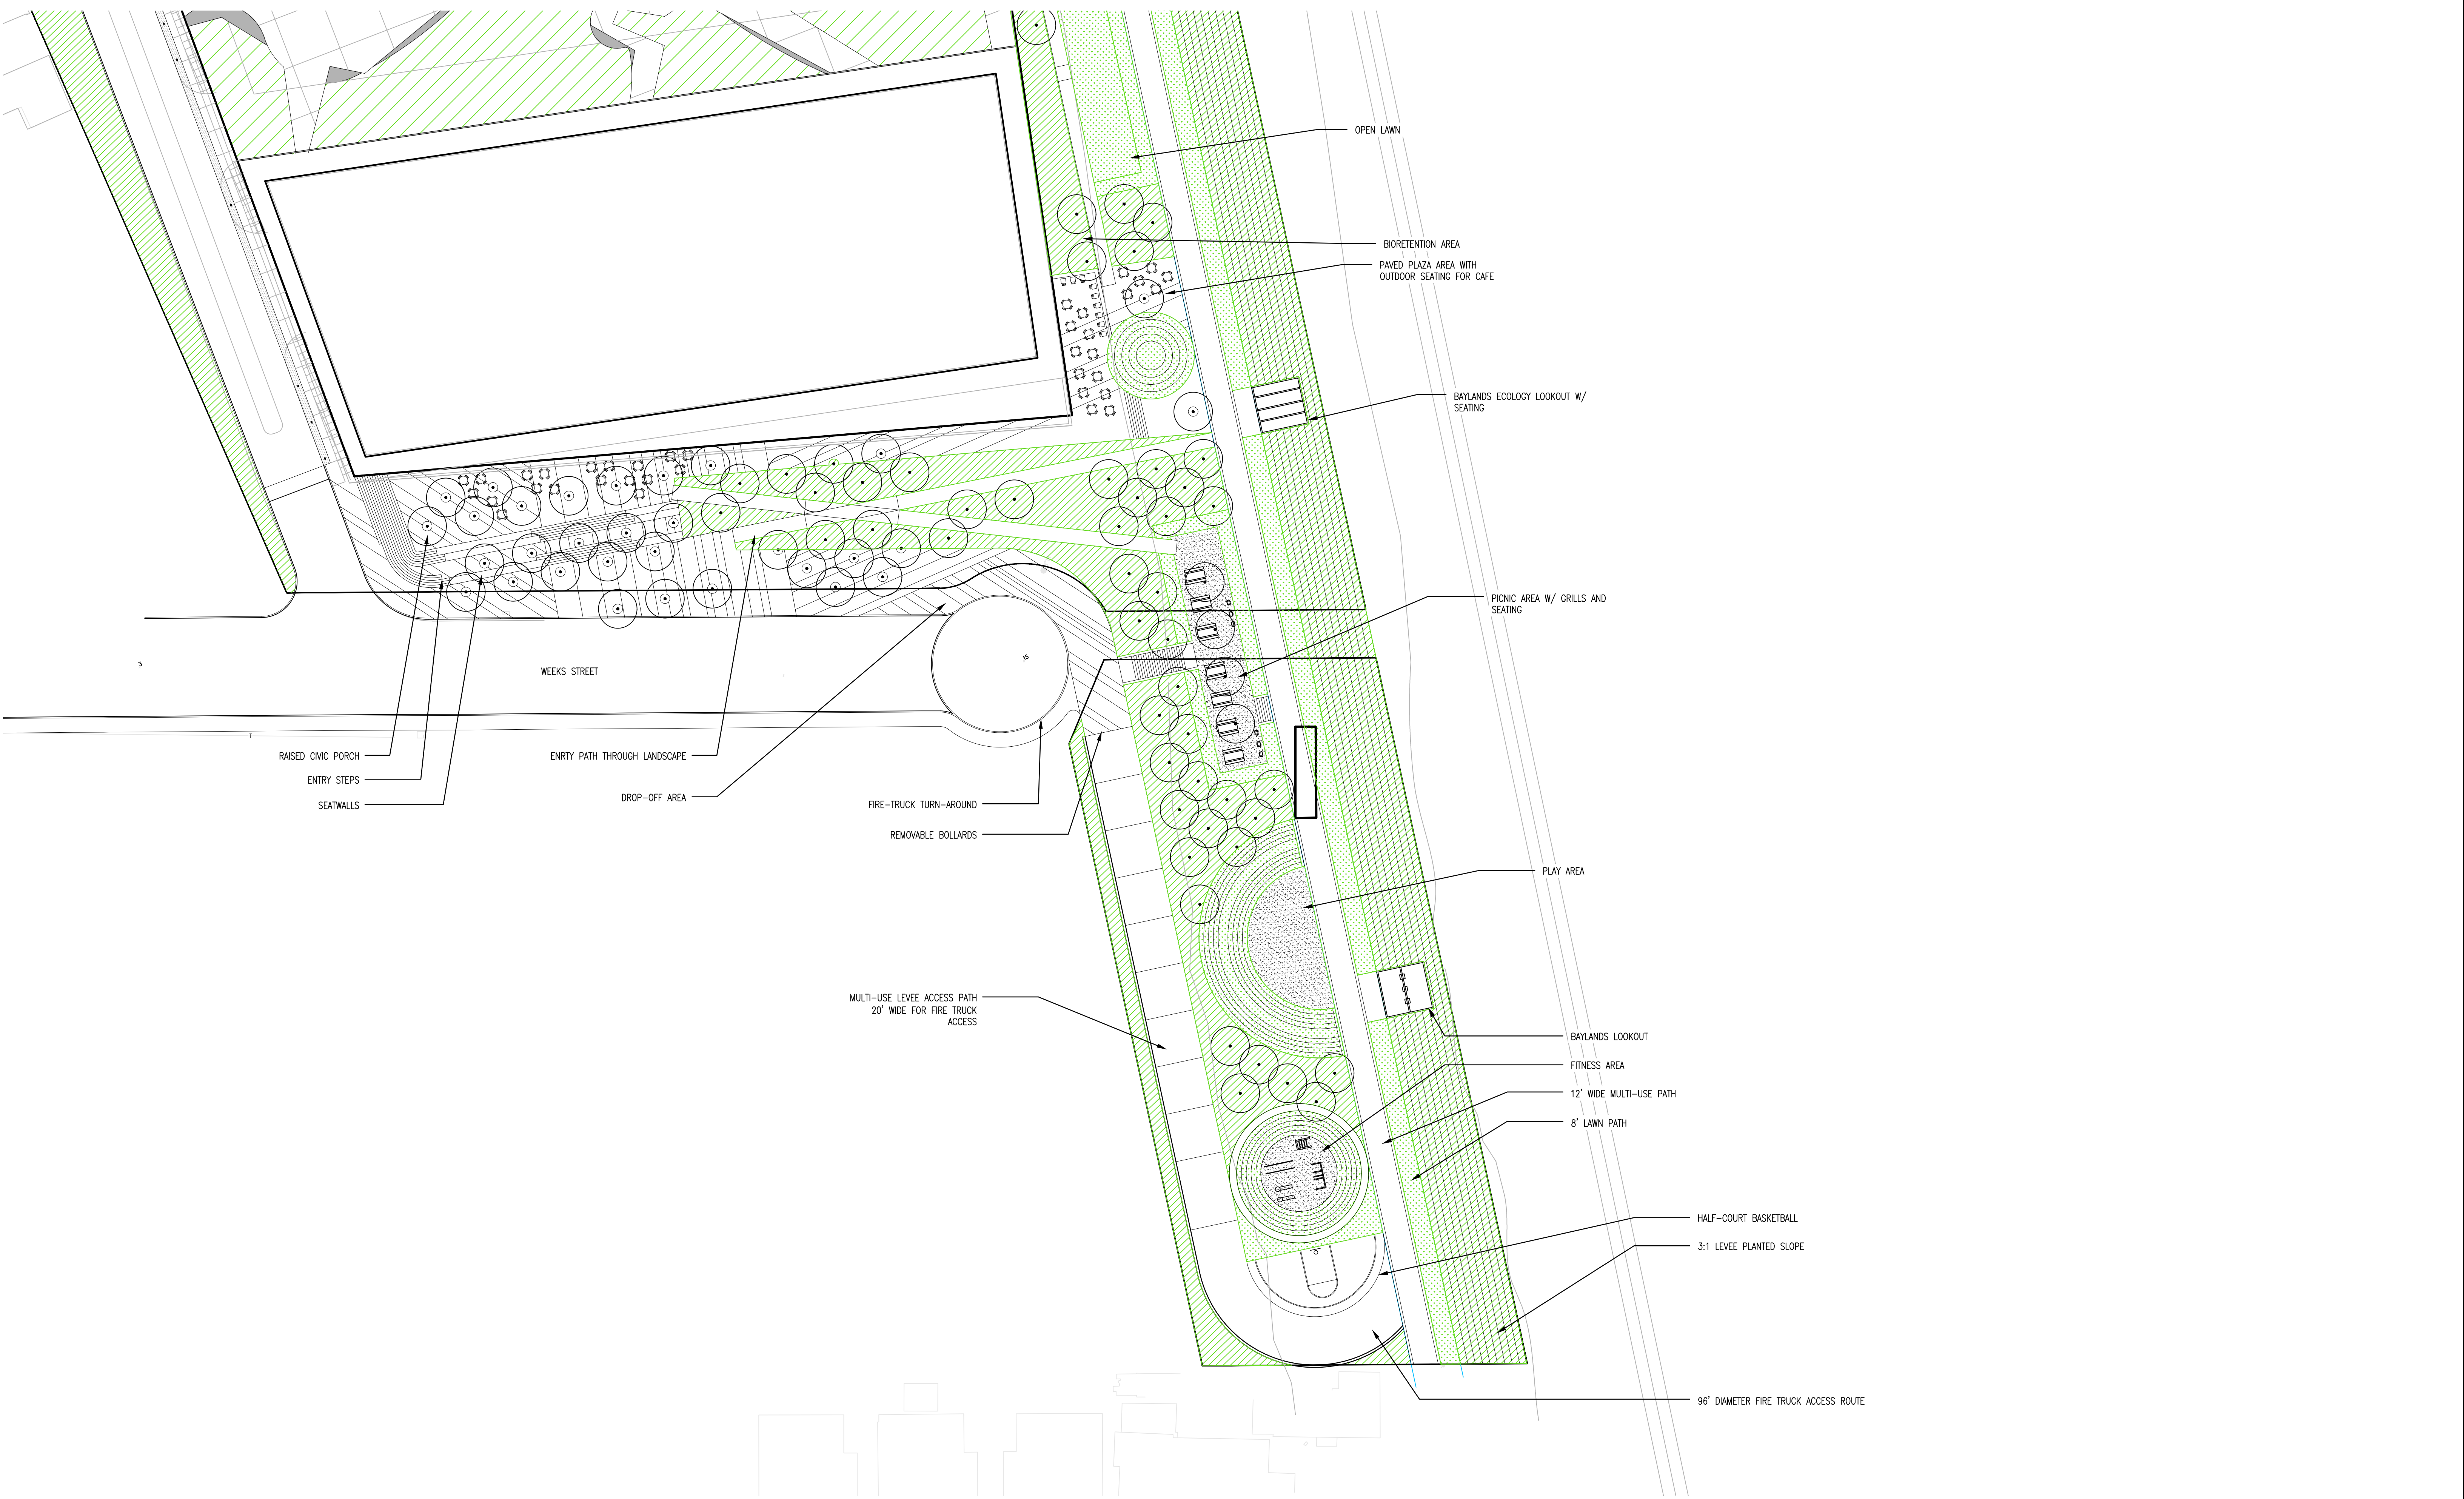 OPEN LAWN
BIORETENTION AREA
PAVED PLAZA AREA WITH
OUTDOOR SEATING FOR CAFE
BAYLANDS ECOLOGY LOOKOUT W/
SEATING
PICNIC AREA W/ GRILLS AND
SEATING
3
15
WEEKS STREET
T
RAISED CIVIC PORCH
ENTRY STEPS
SEATWALLS
ENRTY PATH THROUGH LANDSCAPE
DROP-OFF AREA
FIRE-TRUCK TURN-AROUND
REMOVABLE BOLLARDS
PLAY AREA
MULTI-USE LEVEE ACCESS PATH
20' WIDE FOR FIRE TRUCK
ACCESS
BAYLANDS LOOKOUT
FITNESS AREA
12' WIDE MULTI-USE PATH
8' LAWN PATH
HALF-COURT BASKETBALL
3:1 LEVEE PLANTED SLOPE
96' DIAMETER FIRE TRUCK ACCESS ROUTE